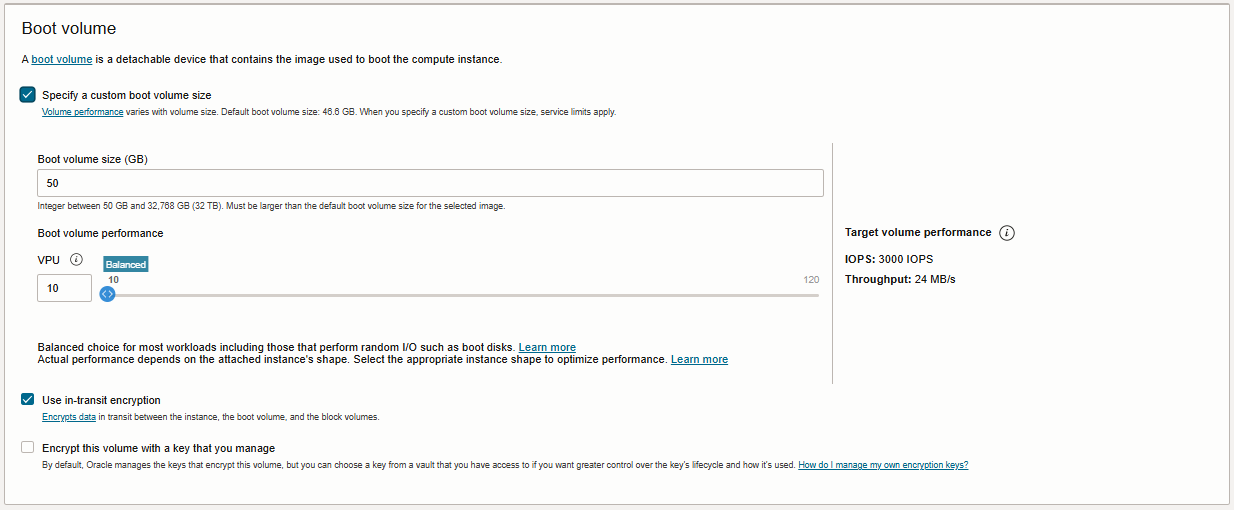 Boot volume
A boot volume is a detachable device that contains the image used to boot the compute instance.
Specify a custom boot volume size
Volume performance varies with volume size. Default boot volume size: 46.6 GB. When you specify a custom boot volume size, service limits apply.
Boot volume size (GB)
50
Integer between 50 GB and 32,768 GB (32 TB). Must be larger than the default boot volume size for the selected image.
Boot volume performance
VPU
Balanced
10
10
120
Target volume performance
IOPS: 3000 IOPS
Throughput: 24 MB/s
Balanced choice for most workloads including those that perform random I/O such as boot disks. Learn more
Actual performance depends on the attached instance's shape. Select the appropriate instance shape to optimize performance. Learn more
Use in-transit encryption
Encrypts data in transit between the instance, the boot volume, and the block volumes.
Encrypt this volume with a key that you manage
By default, Oracle manages the keys that encrypt this volume, but you can choose a key from a vault that you have access to if you want greater control over the key's lifecycle and how it's used. How do I manage my own encryption keys?